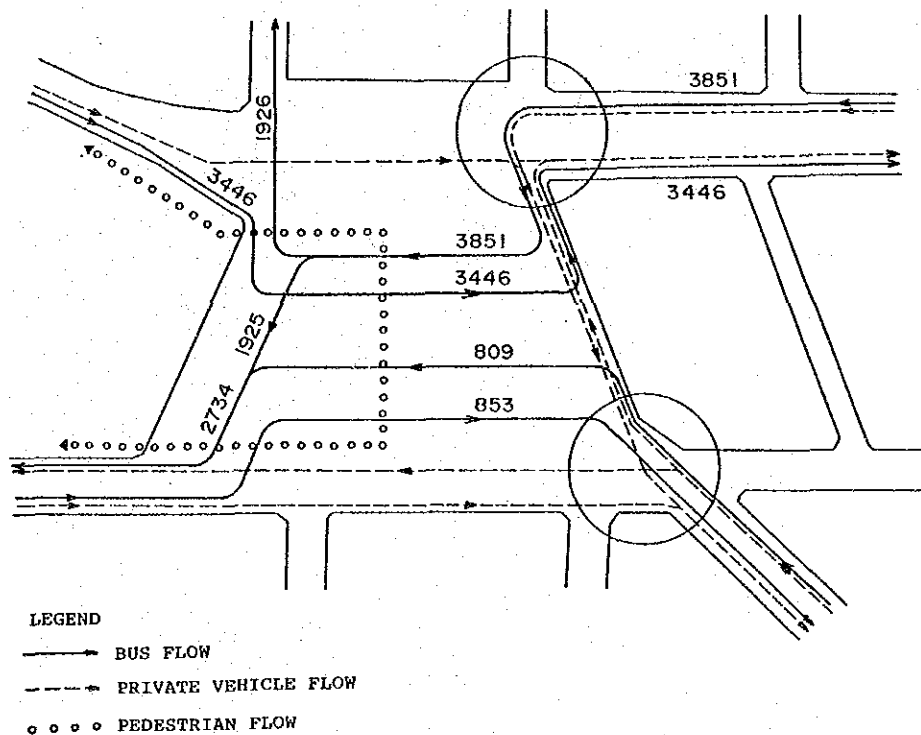 3851
1926
3446
3446
3851
3446
1925
809
2734
853
LEGEND
BUS FLOW
PRIVATE VEHICLE FLOW
PEDESTRIAN FLOW